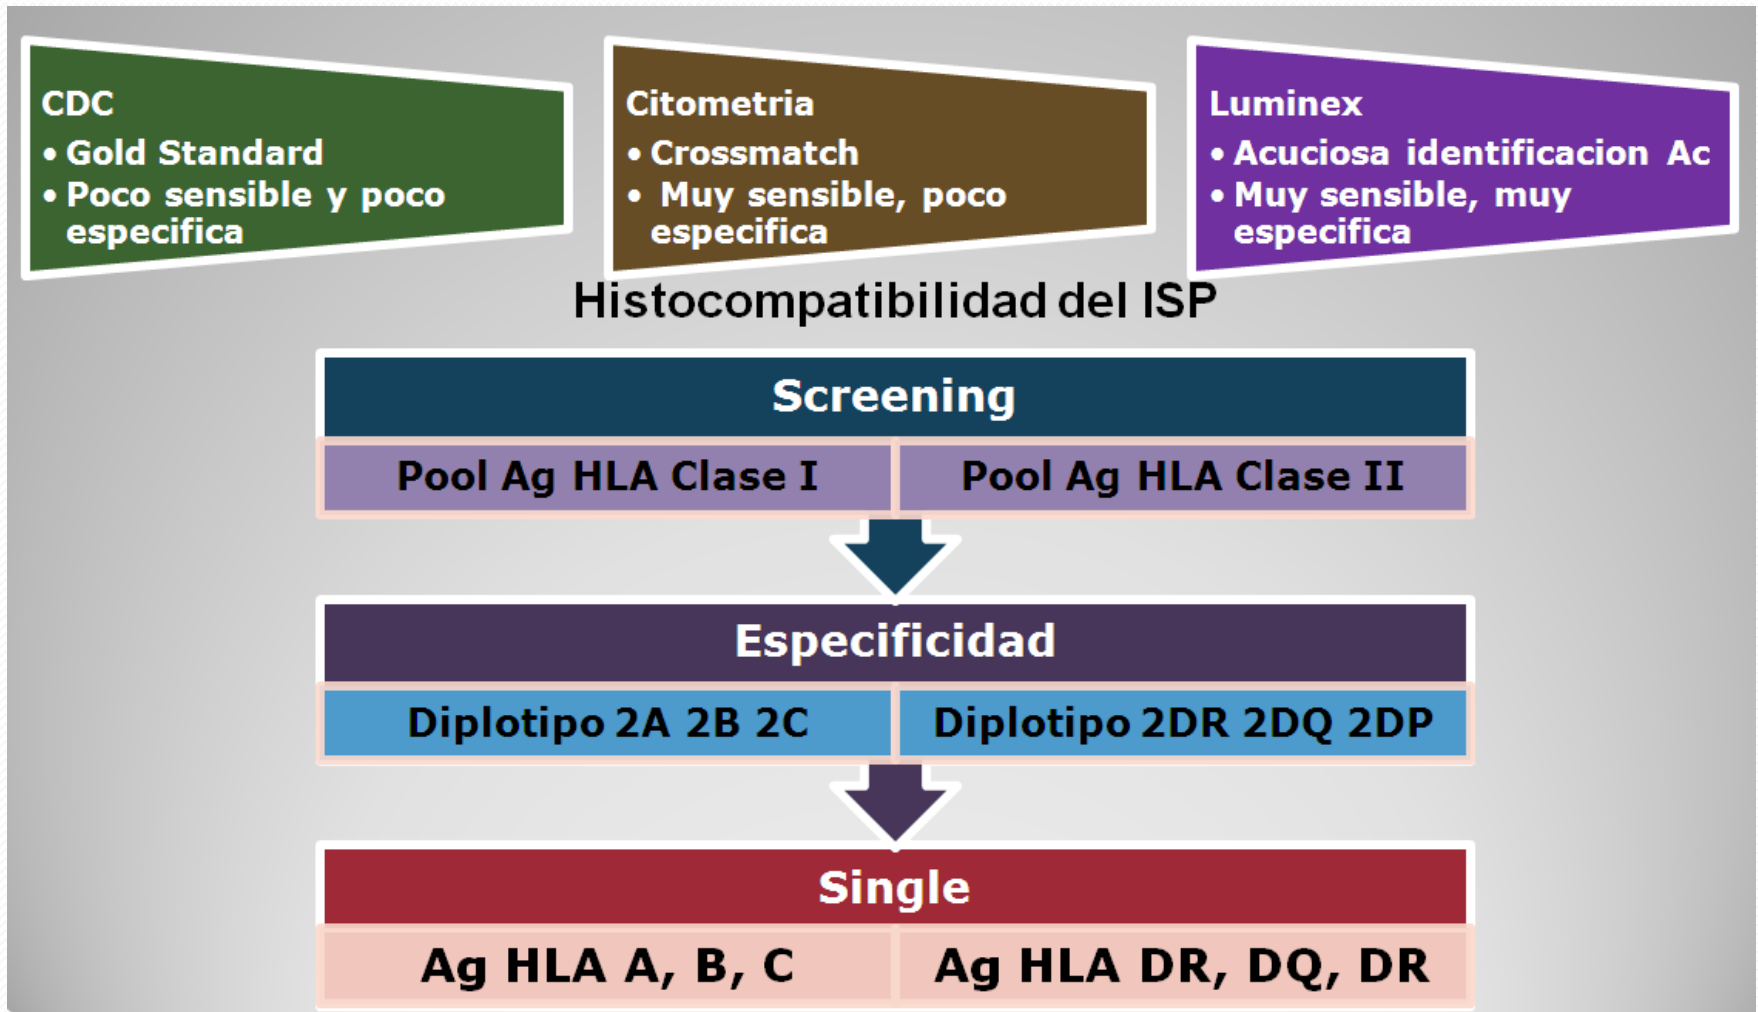 CDC
• Gold Standard
• Poco sensible y poco
especifica
Citometria
• Crossmatch
• Muy sensible, poco
especifica
Luminex
• Acuciosa identificacion Ac
• Muy sensible, muy
especifica
Histocompatibilidad del ISP
Screening
Pool Ag HLA Clase I
Pool Ag HLA Clase II
Especificidad
Diplotipo 2A 2B 2C
Diplotipo 2DR 2DQ 2DP
Single
Ag HLA A, B, C
Ag HLA DR, DQ, DR